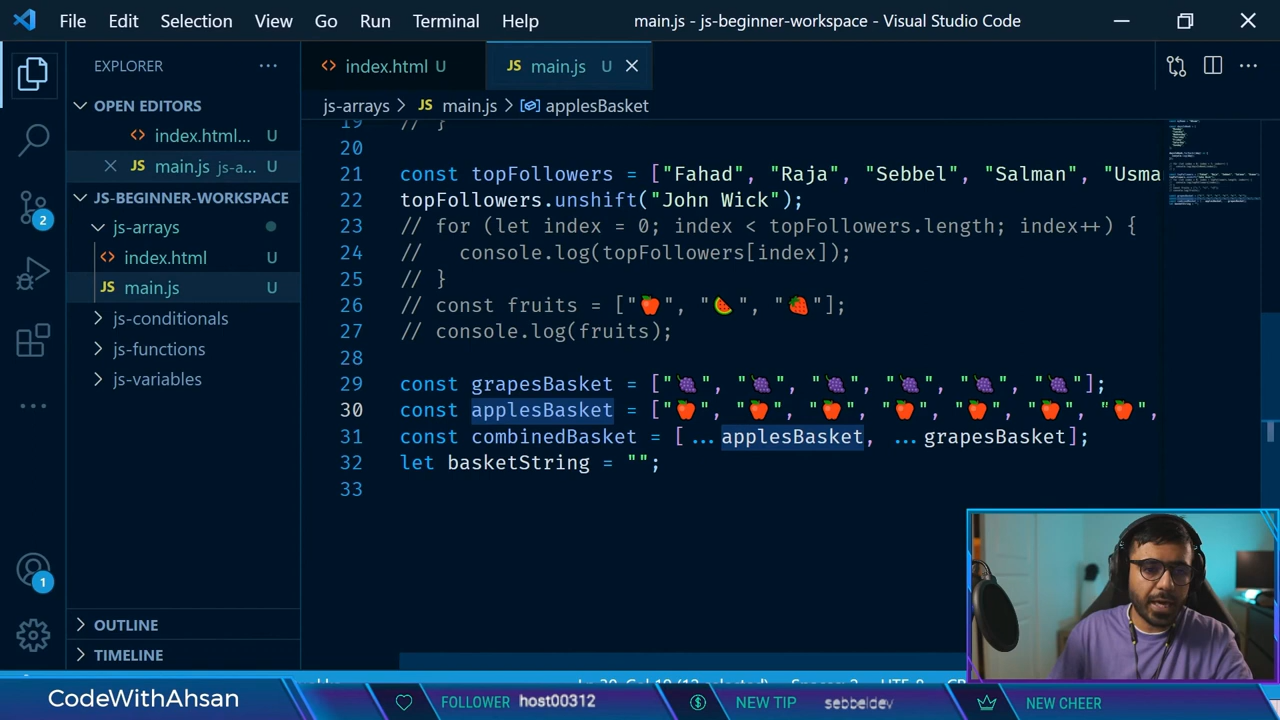 File Edit Selection View Go Run Terminal Help main.js - js-beginner-workspace - Visual Studio Code
EXPLORER
OPEN EDITORS
index.html... U
main.js js-a... U
JS-BEGINNER-WORKSPACE
js-arrays
index.html U
JS main.js U
js-conditionals
js-functions
js-variables
OUTLINE
TIMELINE
2
1
index.html U
JS main.js U
js-arrays > JS main.js > applesBasket
19 // }
20
21 const topFollowers = ["Fahad", "Raja", "Sebbel", "Salman", "Usma
22 topFollowers.unshift("John Wick");
23 // for (let index = 0; index < topFollowers.length; index++) {
24 //   console.log(topFollowers[index]);
25 // }
26 // const fruits = ["🍎", "🍉", "🍓"];
27 // console.log(fruits);
28
29 const grapesBasket = ["🍇", "🍇", "🍇", "🍇", "🍇", "🍇"];
30 const applesBasket = ["🍎", "🍎", "🍎", "🍎", "🍎", "🍎", "🍎",
31 const combinedBasket = [...applesBasket, ...grapesBasket];
32 let basketString = "";
33
CodeWithAhsan
FOLLOWER host00312
NEW TIP sebbeldev
NEW CHEER